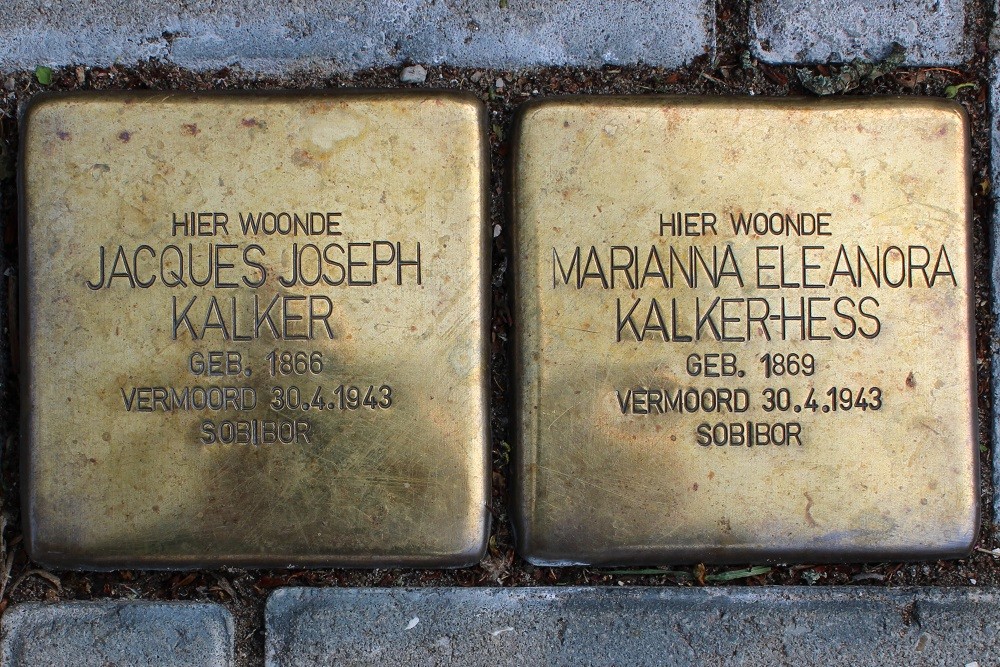 HIER WOONDE
JACQUES JOSEPH
KALKER
GEB. 1866
VERMOORD 30.4.1943
SOBIBOR
HIER WOONDE
MARIANNA ELEANORA
KALKER-HESS
GEB. 1869
VERMOORD 30.4.1943
SOBIBOR